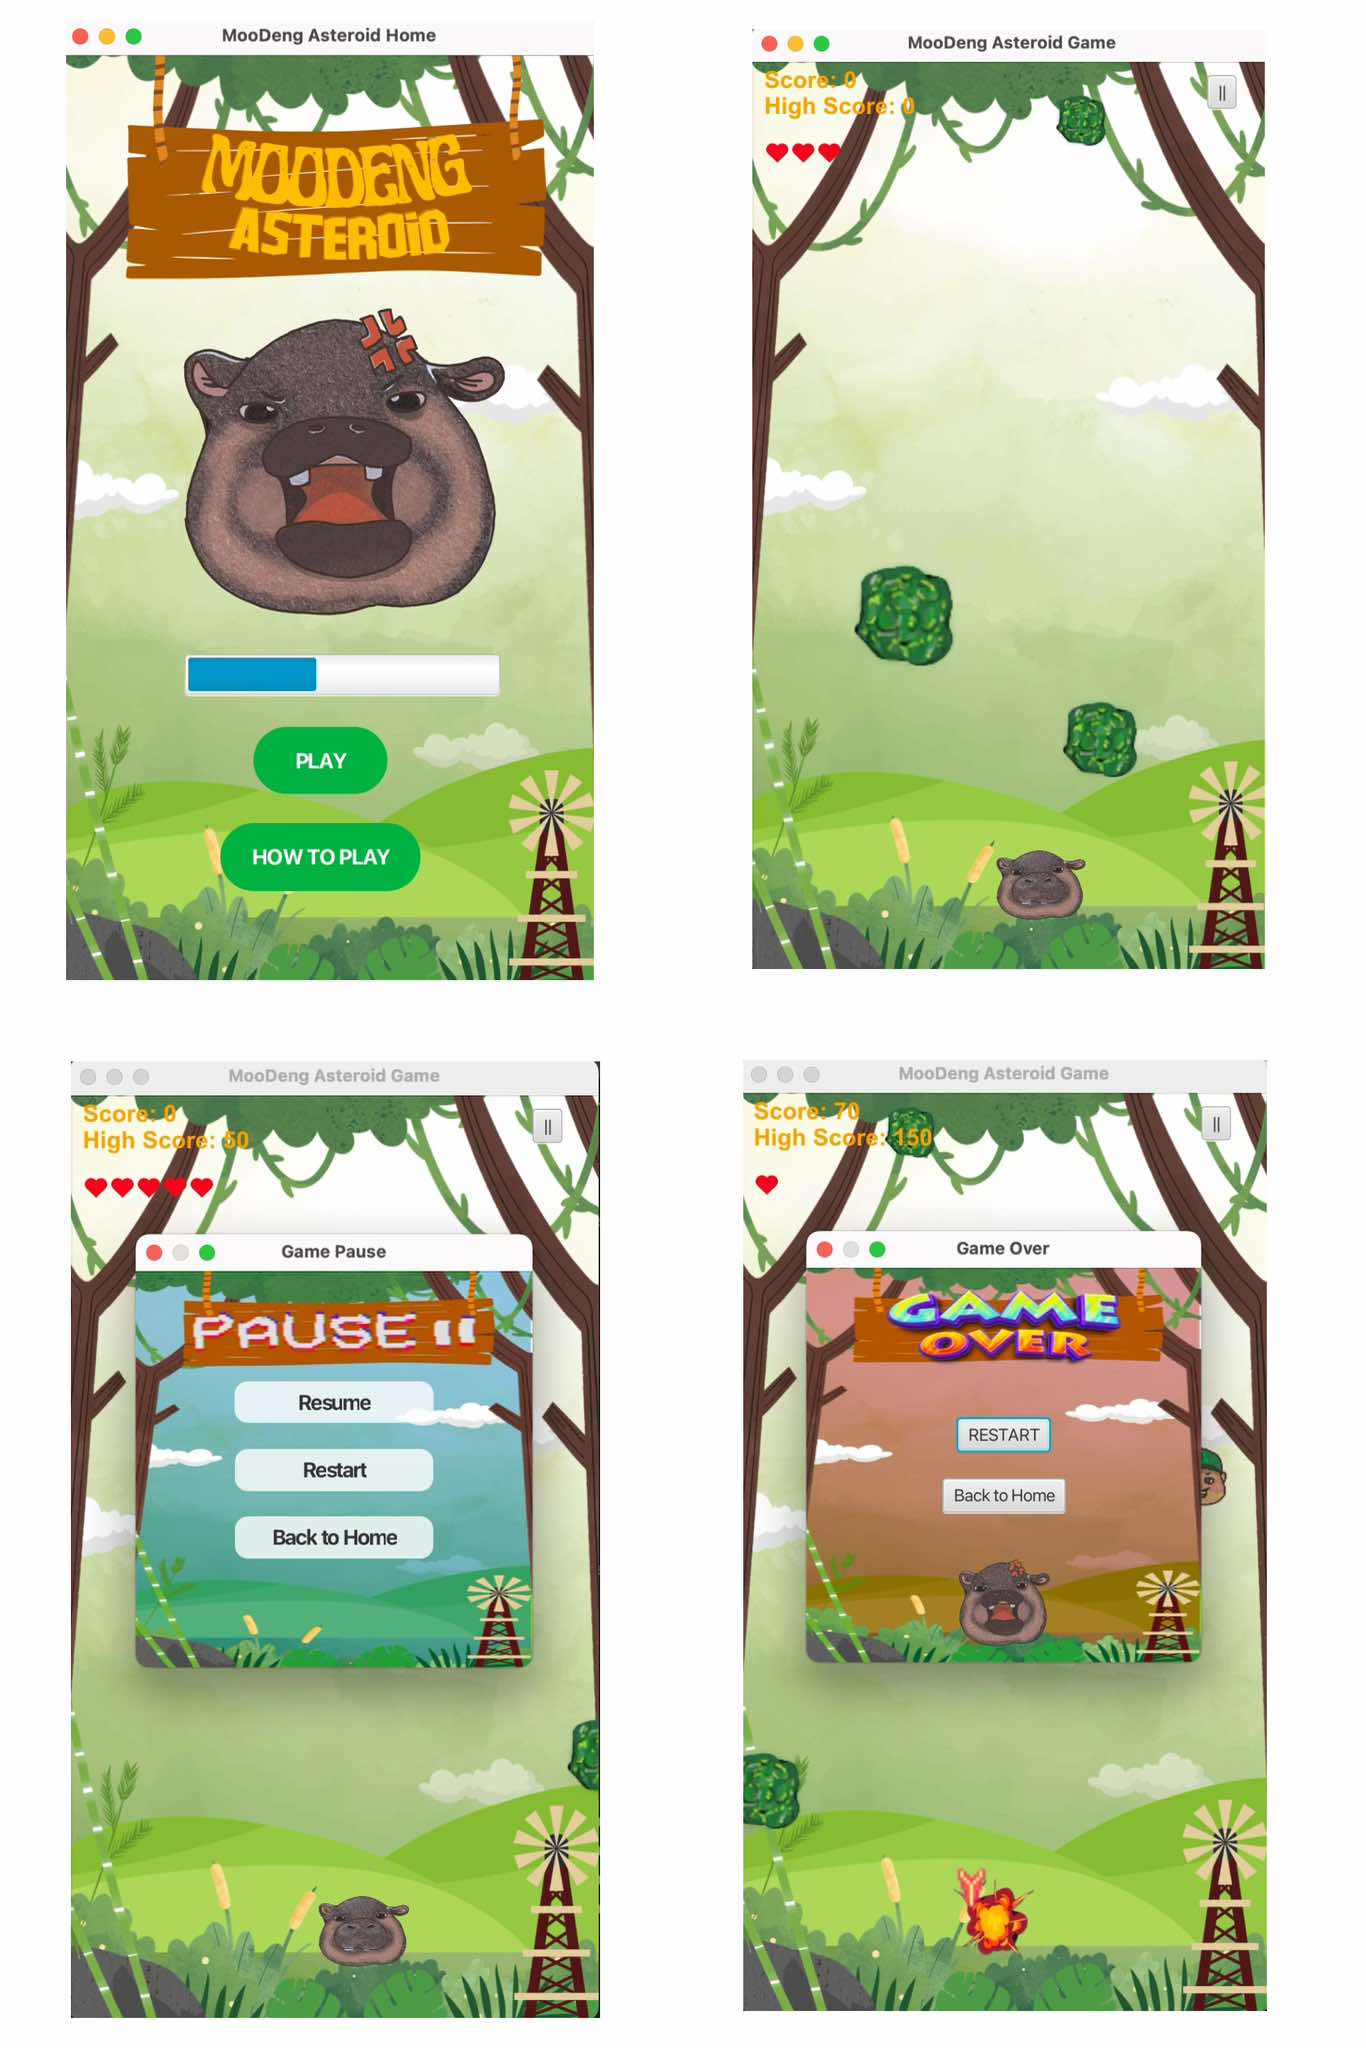 MooDeng Asteroid Home
MOODENG
ASTEROiD
PLAY
HOW TO PLAY
MooDeng Asteroid Game
Score: 0
High Score: 0
||
MooDeng Asteroid Game
Score: 0
High Score: 50
||
Game Pause
PAUSE
Resume
Restart
Back to Home
MooDeng Asteroid Game
Score: 70
High Score: 150
||
Game Over
GAME
OVER
RESTART
Back to Home